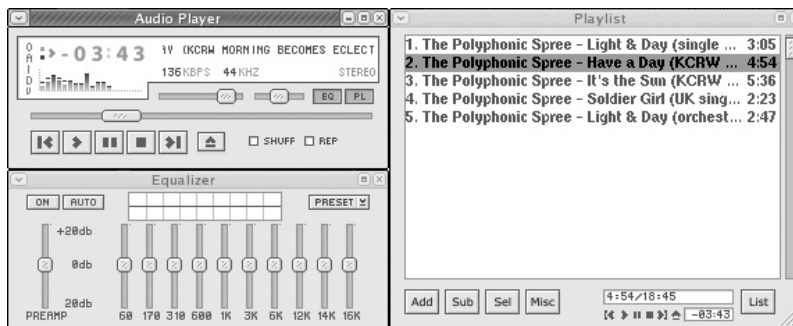 Audio Player
O
A
I
D
V
-03:43
AY (KCRW MORNING BECOMES ECLECT
136 KBPS 44 KHZ STEREO
EQ PL
SHUFF REP
Equalizer
ON AUTO PRESET
+20db
0db
20db
PREAMP 60 170 310 600 1K 3K 6K 12K 14K 16K
Playlist
1. The Polyphonic Spree - Light & Day (single ... 3:05
2. The Polyphonic Spree - Have a Day (KCRW ... 4:54
3. The Polyphonic Spree - It's the Sun (KCRW ... 5:36
4. The Polyphonic Spree - Soldier Girl (UK sing... 2:23
5. The Polyphonic Spree - Light & Day (orchest... 2:47
Add Sub Sel Misc
4:54/18:45
-03:43
List